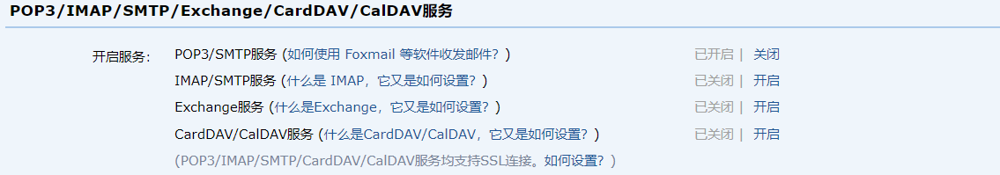 POP3/IMAP/SMTP/Exchange/CardDAV/CalDAV服务
开启服务： POP3/SMTP服务 (如何使用 Foxmail 等软件收发邮件？) 已开启 | 关闭
IMAP/SMTP服务 (什么是 IMAP，它又是如何设置？) 已关闭 | 开启
Exchange服务 (什么是Exchange，它又是如何设置？) 已关闭 | 开启
CardDAV/CalDAV服务 (什么是CardDAV/CalDAV，它又是如何设置？) 已关闭 | 开启
(POP3/IMAP/SMTP/CardDAV/CalDAV服务均支持SSL连接。如何设置？)